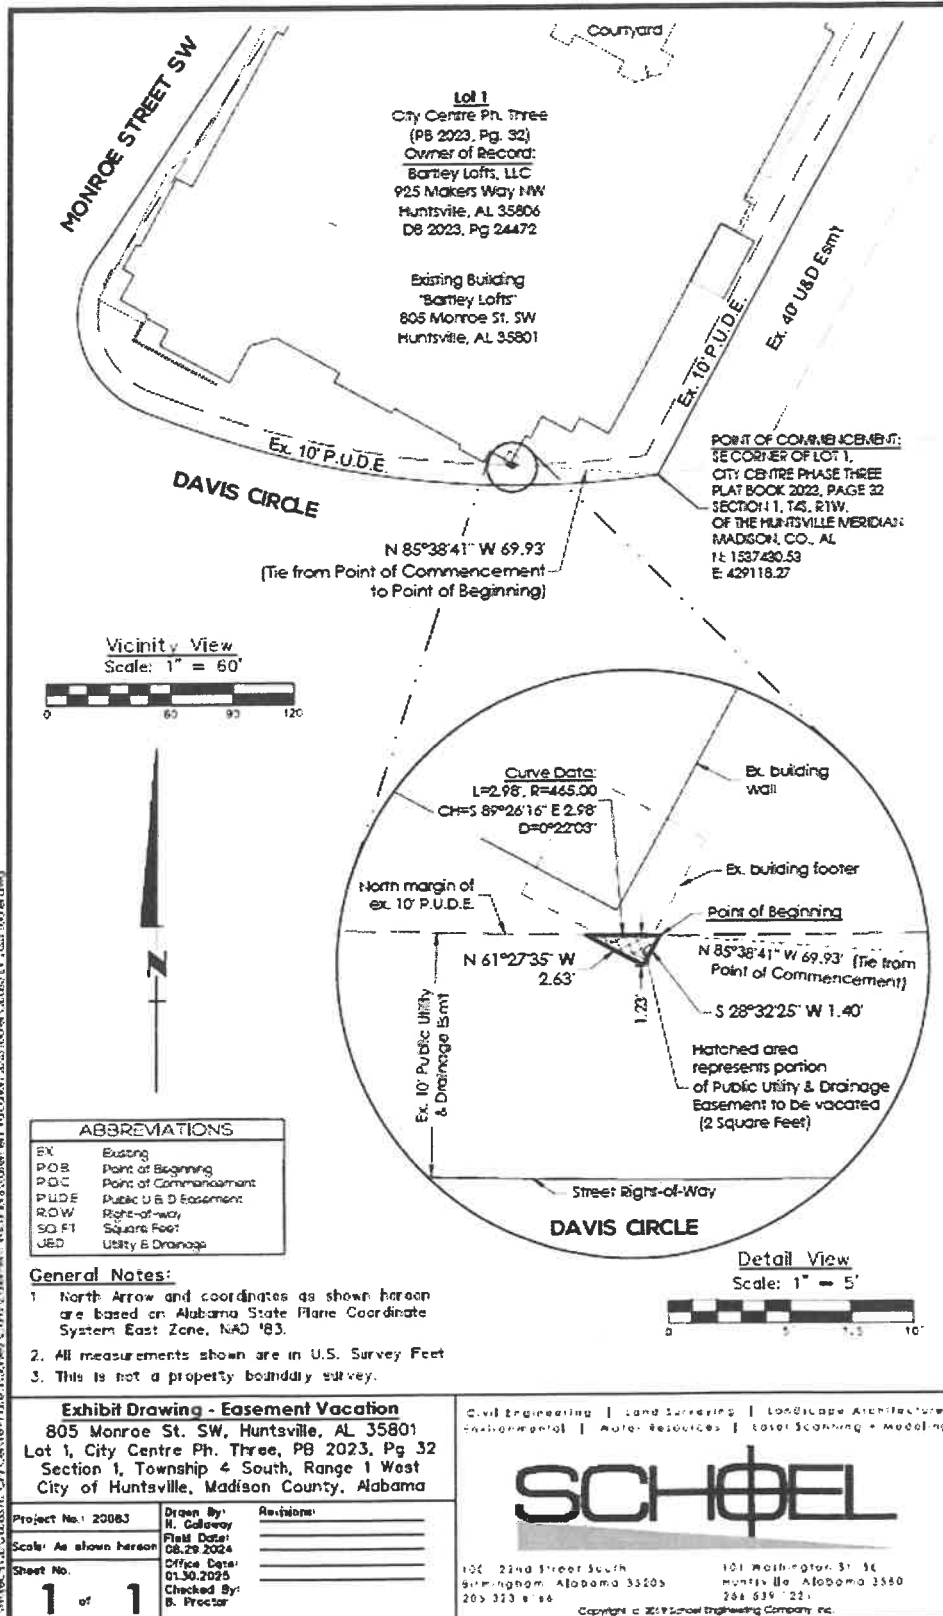 Courtyard
MONROE STREET SW
Lot 1
City Centre Ph. Three
(PB 2023, Pg. 32)
Owner of Record:
Bartley Lofts, LLC
925 Makers Way NW
Huntsville, AL 35806
DB 2023, Pg 24472
Existing Building
"Bartley Lofts"
805 Monroe St. SW
Huntsville, AL 35801
Ex. 40' U&D Esmt
Ex. 10' P.U.D.E.
Ex. 10' P.U.D.E.
DAVIS CIRCLE
POINT OF COMMENCEMENT:
SE CORNER OF LOT 1,
CITY CENTRE PHASE THREE
PLAT BOOK 2023, PAGE 32
SECTION 1, T4S, R1W,
OF THE HUNTSVILLE MERIDIAN
MADISON, CO., AL
N: 1537430.53
E: 429118.27
N 85°38'41" W 69.93'
(Tie from Point of Commencement
to Point of Beginning)
Vicinity View
Scale: 1" = 60'
0 60 90 120
N
Curve Data:
L=2.98', R=465.00
CH=S 89°26'16" E 2.98'
D=0°22'03"
Ex. building
wall
Ex. building footer
North margin of
ex. 10' P.U.D.E.
Point of Beginning
N 61°27'35" W
2.63'
N 85°38'41" W 69.93' (Tie from
Point of Commencement)
1.23'
S 28°32'25" W 1.40'
Ex. 10' Public Utility
& Drainage Esmt
Hatched area
represents portion
of Public Utility & Drainage
Easement to be vacated
(2 Square Feet)
Street Right-of-Way
DAVIS CIRCLE
Detail View
Scale: 1" = 5'
0 5' 7.5' 10'
ABBREVIATIONS
EX Existing
POB Point of Beginning
POC Point of Commencement
PUDE Public U & D Easement
ROW Right-of-way
SQ FT Square Feet
U&D Utility & Drainage
General Notes:
1 North Arrow and coordinates as shown hereon
are based on Alabama State Plane Coordinate
System East Zone, NAD '83.
2. All measurements shown are in U.S. Survey Feet
3. This is not a property boundary survey.
Exhibit Drawing - Easement Vacation
805 Monroe St. SW, Huntsville, AL 35801
Lot 1, City Centre Ph. Three, PB 2023, Pg 32
Section 1, Township 4 South, Range 1 West
City of Huntsville, Madison County, Alabama
Project No.: 20083
Scale: As shown hereon
Sheet No.
1 of 1
Drawn By:
H. Galloway
Field Date:
08.29.2024
Office Date:
01.30.2025
Checked By:
B. Proctor
Revisions:
Civil Engineering | Land Surveying | Landscape Architecture
Environmental | Water Resources | Laser Scanning + Modeling
SCHOEL
22nd Street South
Birmingham, Alabama 35205
205 323
101 Washington St SE
Huntsville, Alabama
256 539
Copyright © 2019 Schoel Engineering Company, Inc.